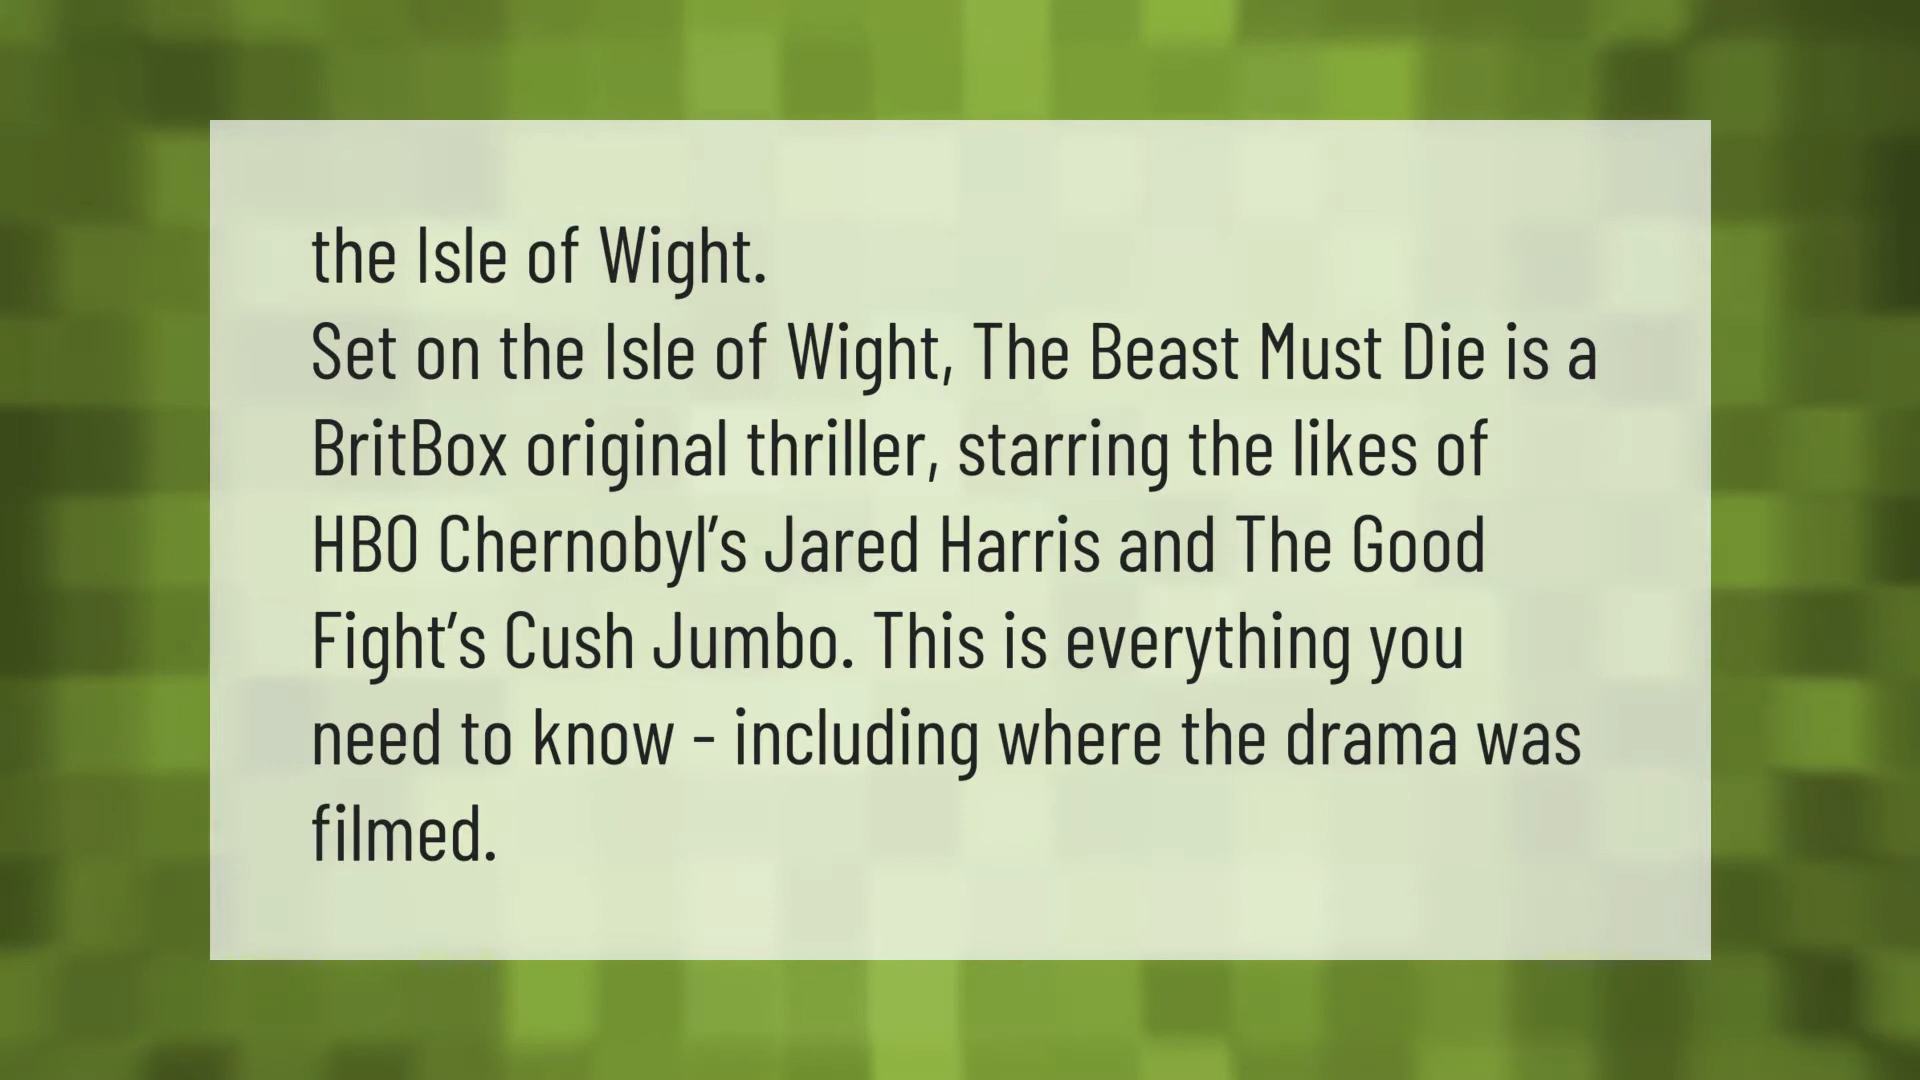 the Isle of Wight.
Set on the Isle of Wight, The Beast Must Die is a
BritBox original thriller, starring the likes of
HBO Chernobyl’s Jared Harris and The Good
Fight’s Cush Jumbo. This is everything you
need to know - including where the drama was
filmed.